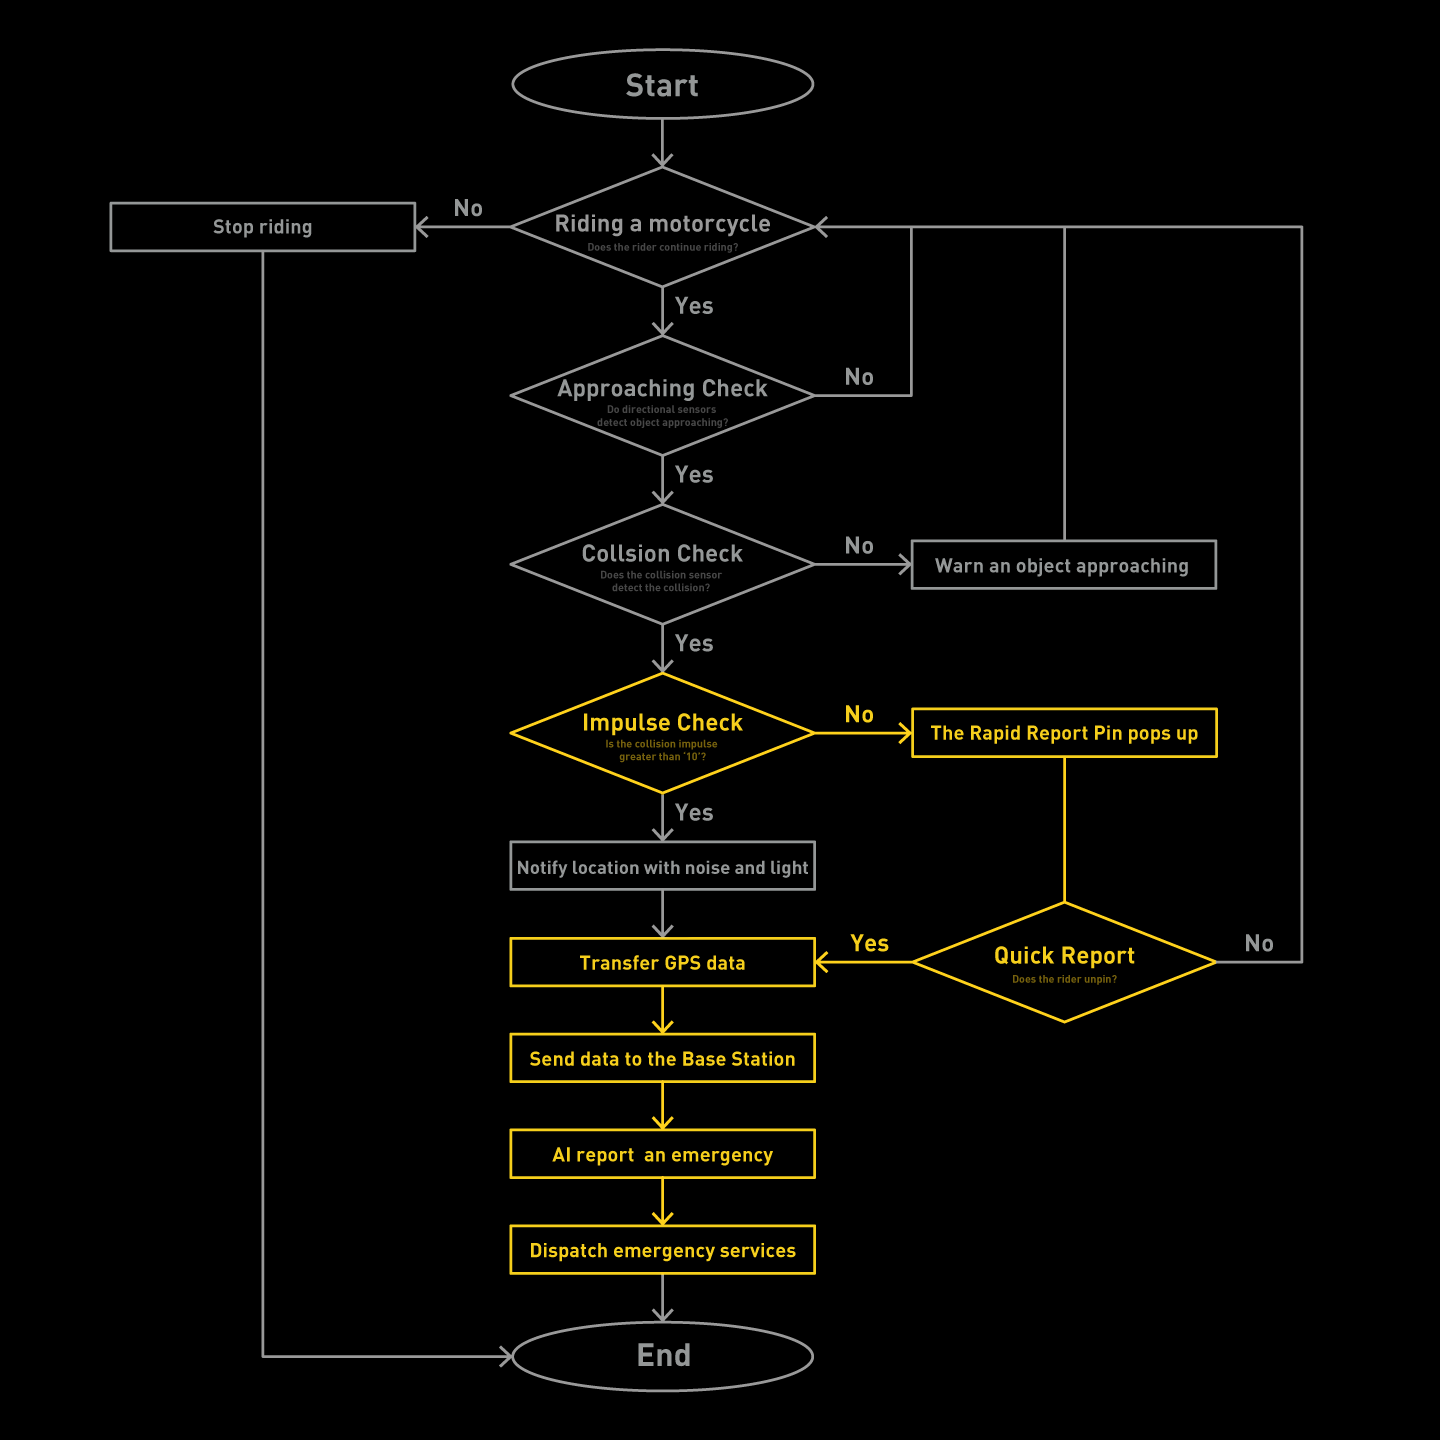 Start
No
Stop riding
Riding a motorcycle
Does the rider continue riding?
Yes
Approaching Check
Do directional sensors
detect object approaching?
No
Yes
Collsion Check
Does the collision sensor
detect the collision?
No
Warn an object approaching
Yes
Impulse Check
Is the collision impulse
greater than '10'?
No
The Rapid Report Pin pops up
Yes
Notify location with noise and light
Transfer GPS data
Yes
Quick Report
Does the rider unpin?
No
Send data to the Base Station
AI report  an emergency
Dispatch emergency services
End